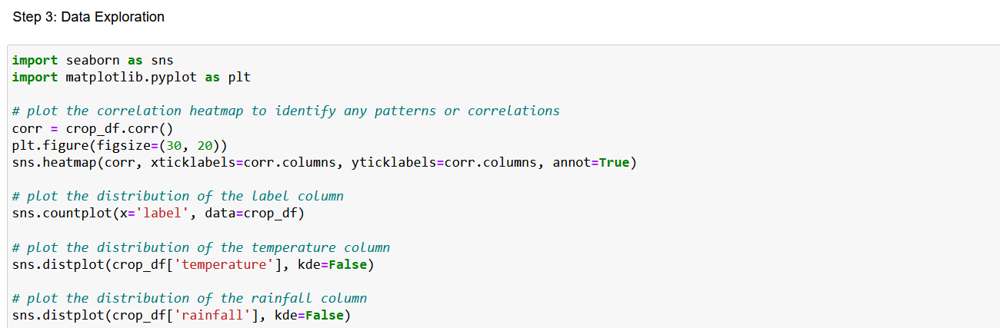 Step 3: Data Exploration
import seaborn as sns
import matplotlib.pyplot as plt
# plot the correlation heatmap to identify any patterns or correlations
corr = crop_df.corr()
plt.figure(figsize=(30, 20))
sns.heatmap(corr, xticklabels=corr.columns, yticklabels=corr.columns, annot=True)
# plot the distribution of the label column
sns.countplot(x='label', data=crop_df)
# plot the distribution of the temperature column
sns.distplot(crop_df['temperature'], kde=False)
# plot the distribution of the rainfall column
sns.distplot(crop_df['rainfall'], kde=False)